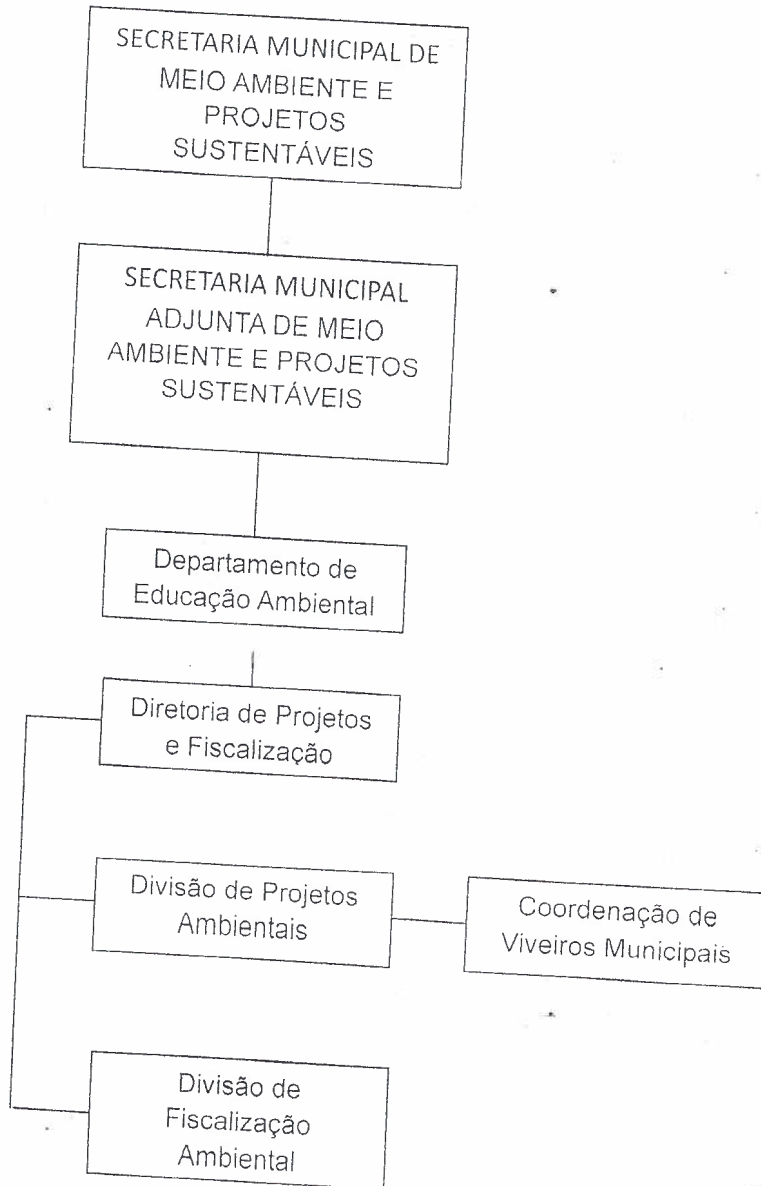 SECRETARIA MUNICIPAL DE
MEIO AMBIENTE E
PROJETOS
SUSTENTÁVEIS
SECRETARIA MUNICIPAL
ADJUNTA DE MEIO
AMBIENTE E PROJETOS
SUSTENTÁVEIS
Departamento de
Educação Ambiental
Diretoria de Projetos
e Fiscalização
Divisão de Projetos
Ambientais
Coordenação de
Viveiros Municipais
Divisão de
Fiscalização
Ambiental